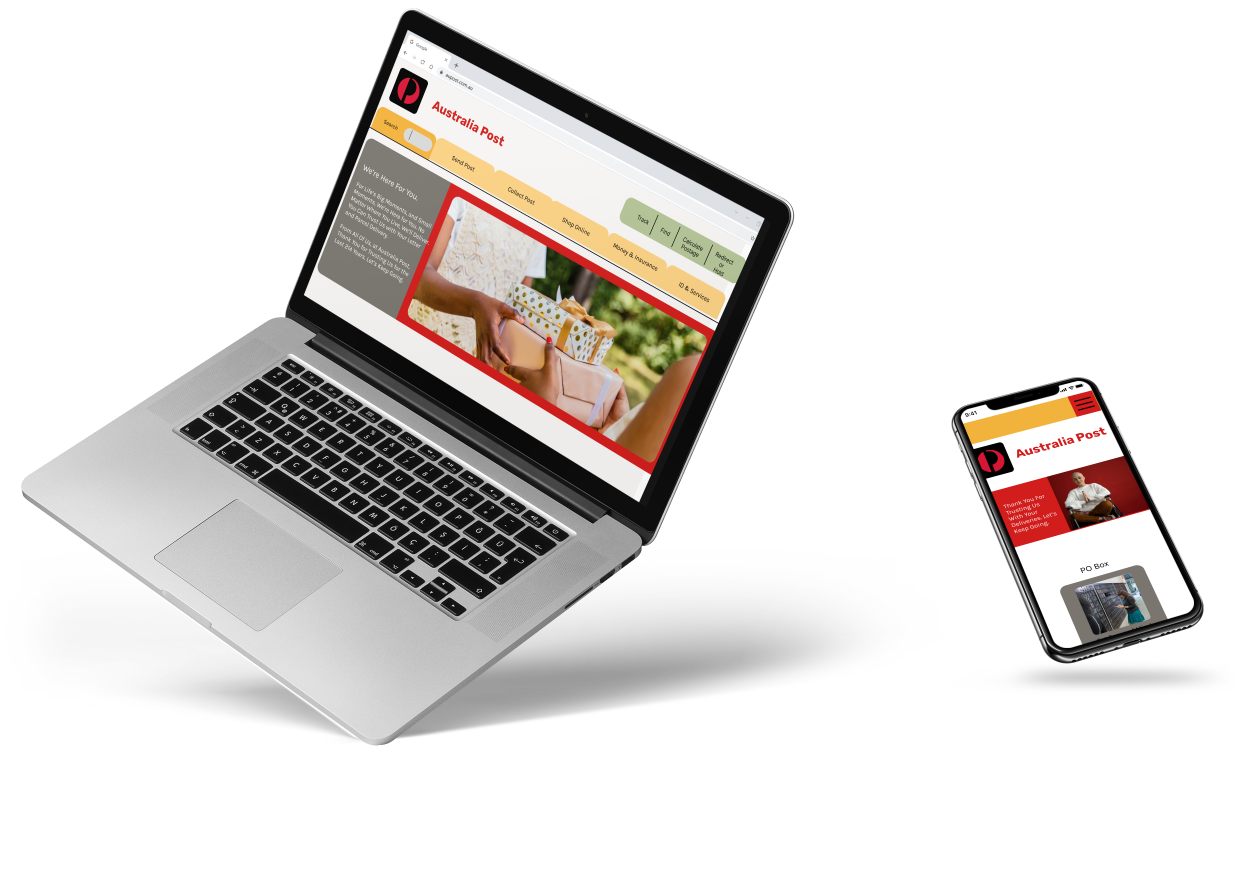 Google
auspost.com.au
Australia Post
Search
Send Post
Collect Post
Shop Online
Money & Insurance
ID & Services
Track
Find
Calculate
Postage
Redirect
or
Hold
We're Here For You.
For Life's Big Moments, and Small
Moments, We're Here for You. No
Matter Where You Live, We'll Deliver.
You Can Trust Us with Your Letter
and Parcel Delivery.
From All Of Us, at Australia Post,
Thank You for Trusting Us for the
Last 214 Years. Let's Keep Going.
9:41
Australia Post
Thank You For
Trusting Us
With Your
Deliveries. Let's
Keep Going.
PO Box